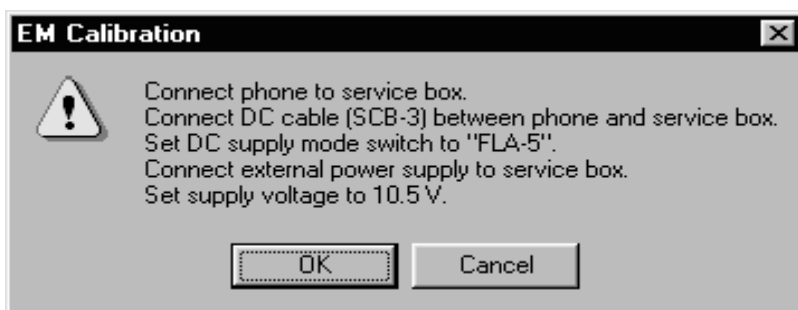 EM Calibration
Connect phone to service box.
Connect DC cable (SCB-3) between phone and service box.
Set DC supply mode switch to "FLA-5".
Connect external power supply to service box.
Set supply voltage to 10.5 V.
OK Cancel